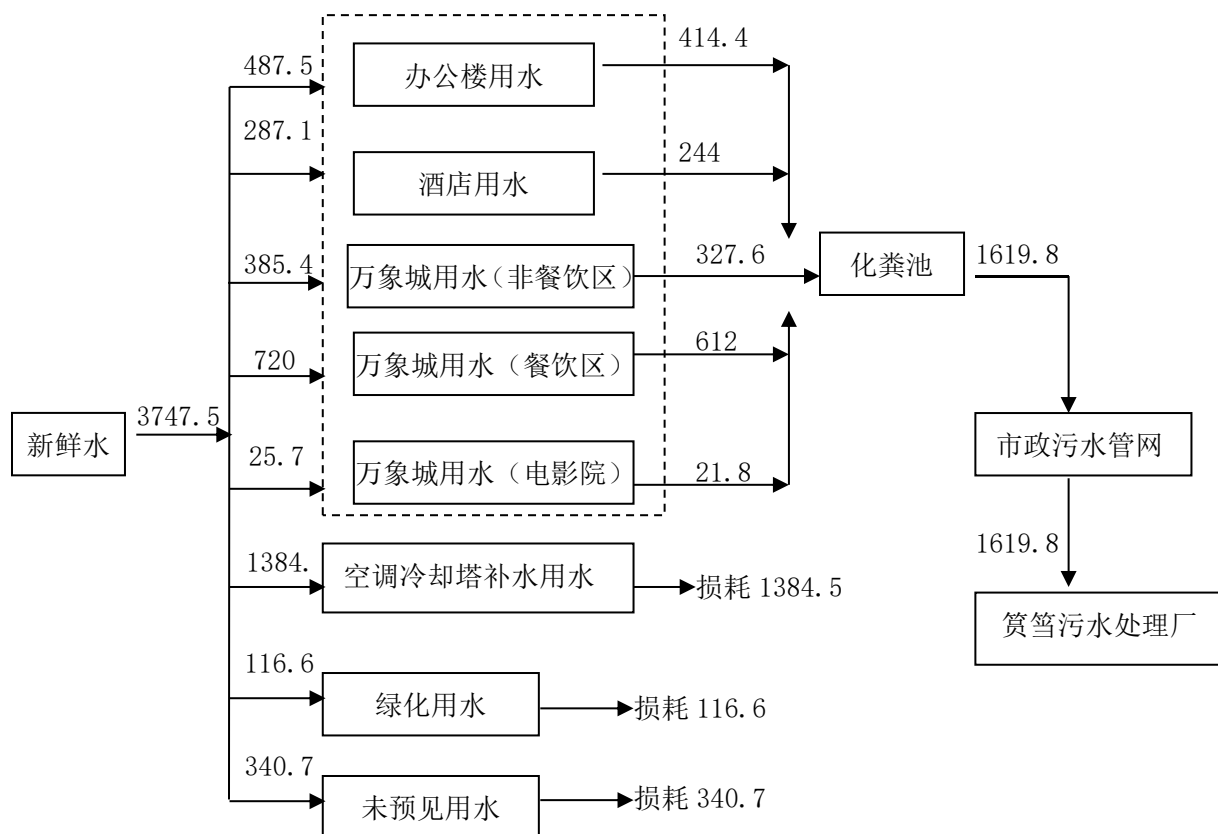 414.4
487.5
办公楼用水
287.1
244
酒店用水
385.4
万象城用水（非餐饮区）
327.6
化粪池
1619.8
720
万象城用水（餐饮区）
612
3747.5
新鲜水
25.7
万象城用水（电影院）
21.8
市政污水管网
1384.
空调冷却塔补水用水
损耗 1384.5
1619.8
筼筜污水处理厂
116.6
绿化用水
损耗 116.6
340.7
未预见用水
损耗 340.7